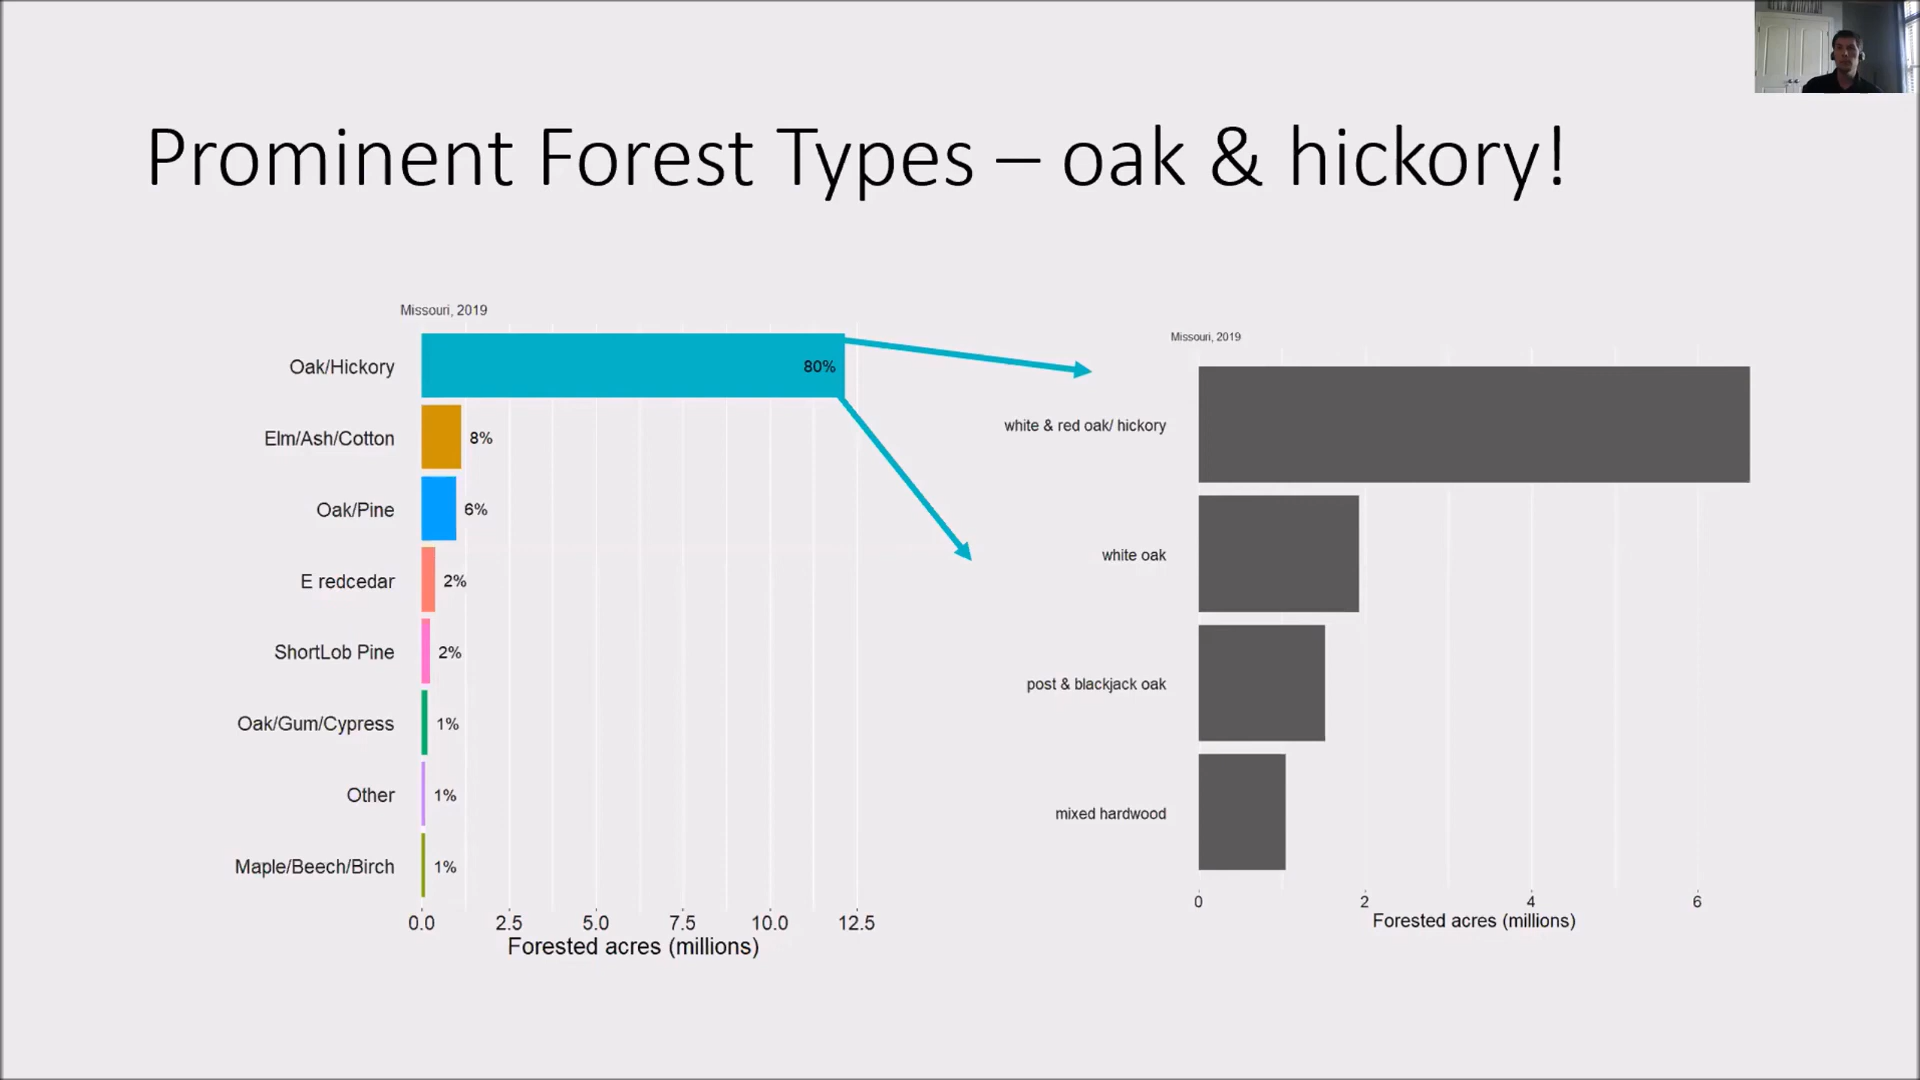 Prominent Forest Types – oak & hickory!
Missouri, 2019
Oak/Hickory
80%
Elm/Ash/Cotton
8%
Oak/Pine
6%
E redcedar
2%
ShortLob Pine
2%
Oak/Gum/Cypress
1%
Other
1%
Maple/Beech/Birch
1%
0.0 2.5 5.0 7.5 10.0 12.5
Forested acres (millions)
Missouri, 2019
white & red oak/ hickory
white oak
post & blackjack oak
mixed hardwood
0 2 4 6
Forested acres (millions)